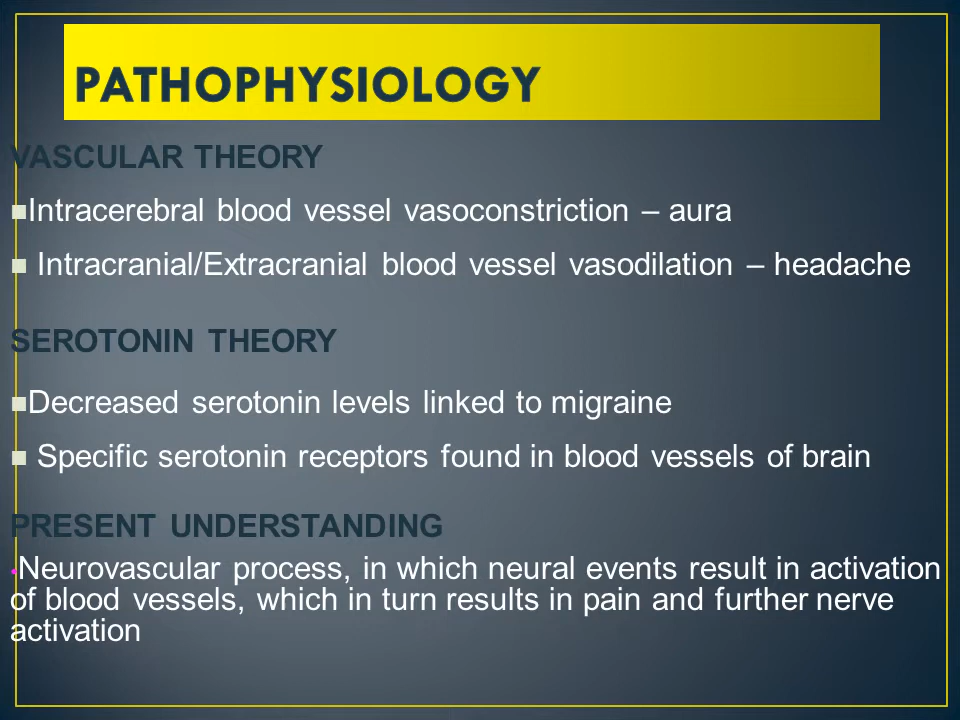 PATHOPHYSIOLOGY
VASCULAR THEORY
Intracerebral blood vessel vasoconstriction – aura
Intracranial/Extracranial blood vessel vasodilation – headache
SEROTONIN THEORY
Decreased serotonin levels linked to migraine
Specific serotonin receptors found in blood vessels of brain
PRESENT UNDERSTANDING
Neurovascular process, in which neural events result in activation
of blood vessels, which in turn results in pain and further nerve
activation